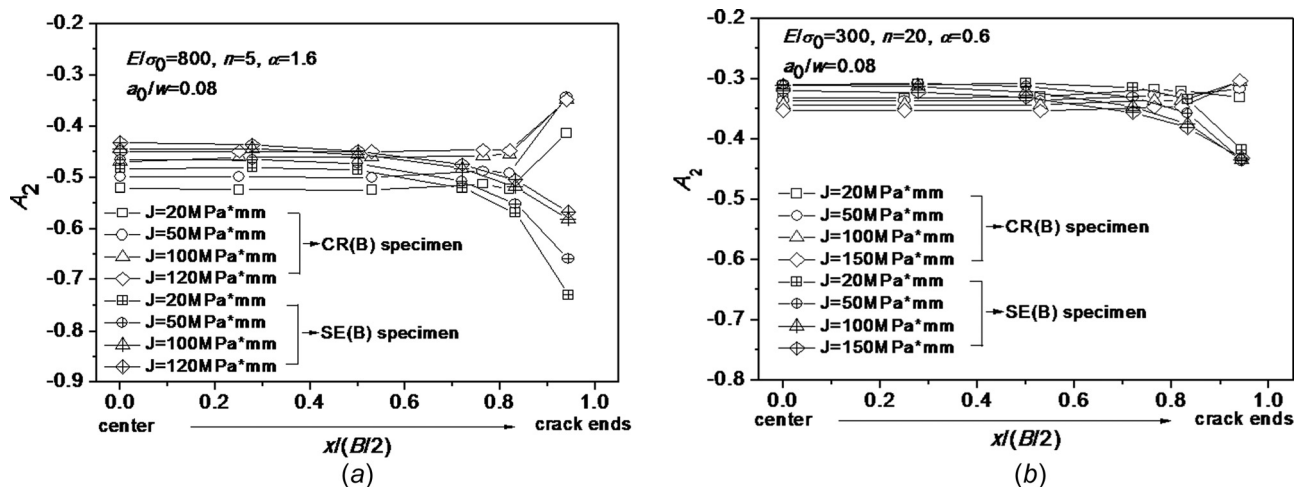 -0.2
-0.3
-0.4
-0.5
-0.6
-0.7
-0.8
-0.9
A2
E/σ0=800, n=5, α=1.6
a0/w=0.08
J=20MPa*mm
J=50MPa*mm
J=100MPa*mm
J=120MPa*mm
CR(B) specimen
J=20MPa*mm
J=50MPa*mm
J=100MPa*mm
J=120MPa*mm
SE(B) specimen
0.0 0.2 0.4 0.6 0.8 1.0
center crack ends
x/(B/2)
(a)
-0.2
-0.3
-0.4
-0.5
-0.6
-0.7
-0.8
A2
E/σ0=300, n=20, α=0.6
a0/w=0.08
J=20MPa*mm
J=50MPa*mm
J=100MPa*mm
J=150MPa*mm
CR(B) specimen
J=20MPa*mm
J=50MPa*mm
J=100MPa*mm
J=150MPa*mm
SE(B) specimen
0.0 0.2 0.4 0.6 0.8 1.0
center crack ends
x/(B/2)
(b)